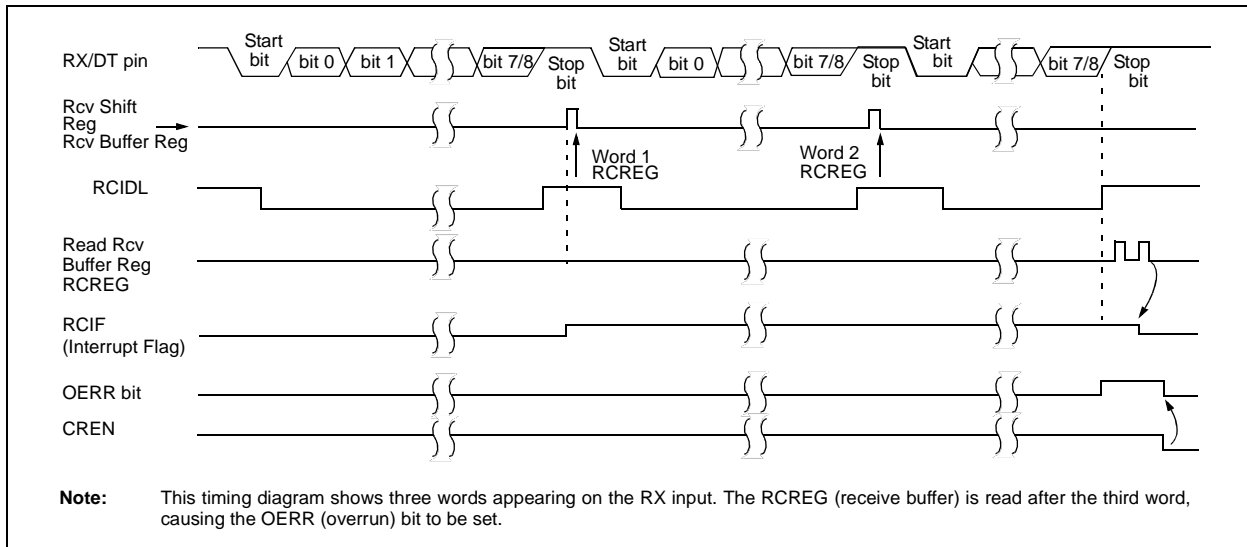 RX/DT pin
Start
bit
bit 0
bit 1
bit 7/8
Stop
bit
Start
bit
bit 0
bit 7/8
Stop
bit
Start
bit
bit 7/8
Stop
bit
Rcv Shift
Reg
Rcv Buffer Reg
Word 1
RCREG
Word 2
RCREG
RCIDL
Read Rcv
Buffer Reg
RCREG
RCIF
(Interrupt Flag)
OERR bit
CREN
Note: This timing diagram shows three words appearing on the RX input. The RCREG (receive buffer) is read after the third word,
causing the OERR (overrun) bit to be set.